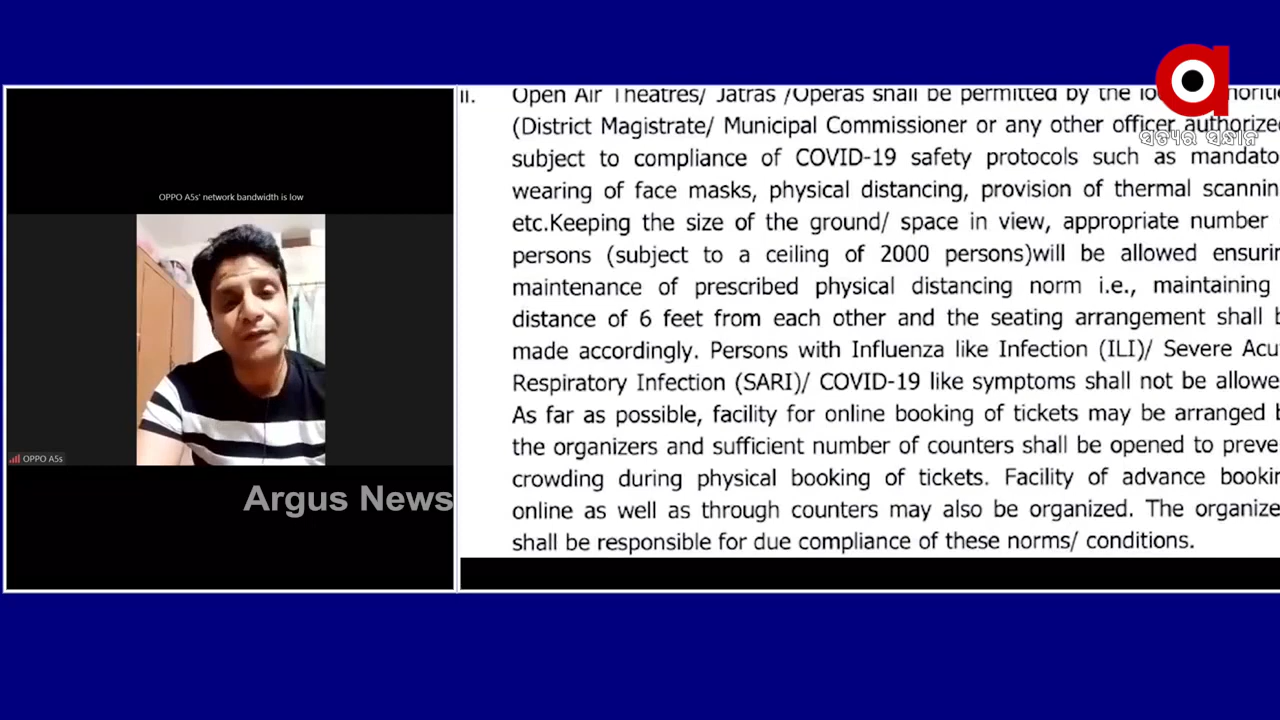 OPPO A5s' network bandwidth is low
OPPO A5s
Argus News
ସତ୍ୟର ସନ୍ଧାନ
ii. Open Air Theatres/ Jatras /Operas shall be permitted by the
(District Magistrate/ Municipal Commissioner or any other officer authorize
subject to compliance of COVID-19 safety protocols such as mandato
wearing of face masks, physical distancing, provision of thermal scannin
etc.Keeping the size of the ground/ space in view, appropriate number
persons (subject to a ceiling of 2000 persons)will be allowed ensurin
maintenance of prescribed physical distancing norm i.e., maintaining
distance of 6 feet from each other and the seating arrangement shall b
made accordingly. Persons with Influenza like Infection (ILI)/ Severe Acu
Respiratory Infection (SARI)/ COVID-19 like symptoms shall not be allowe
As far as possible, facility for online booking of tickets may be arranged b
the organizers and sufficient number of counters shall be opened to preve
crowding during physical booking of tickets. Facility of advance bookin
online as well as through counters may also be organized. The organize
shall be responsible for due compliance of these norms/ conditions.